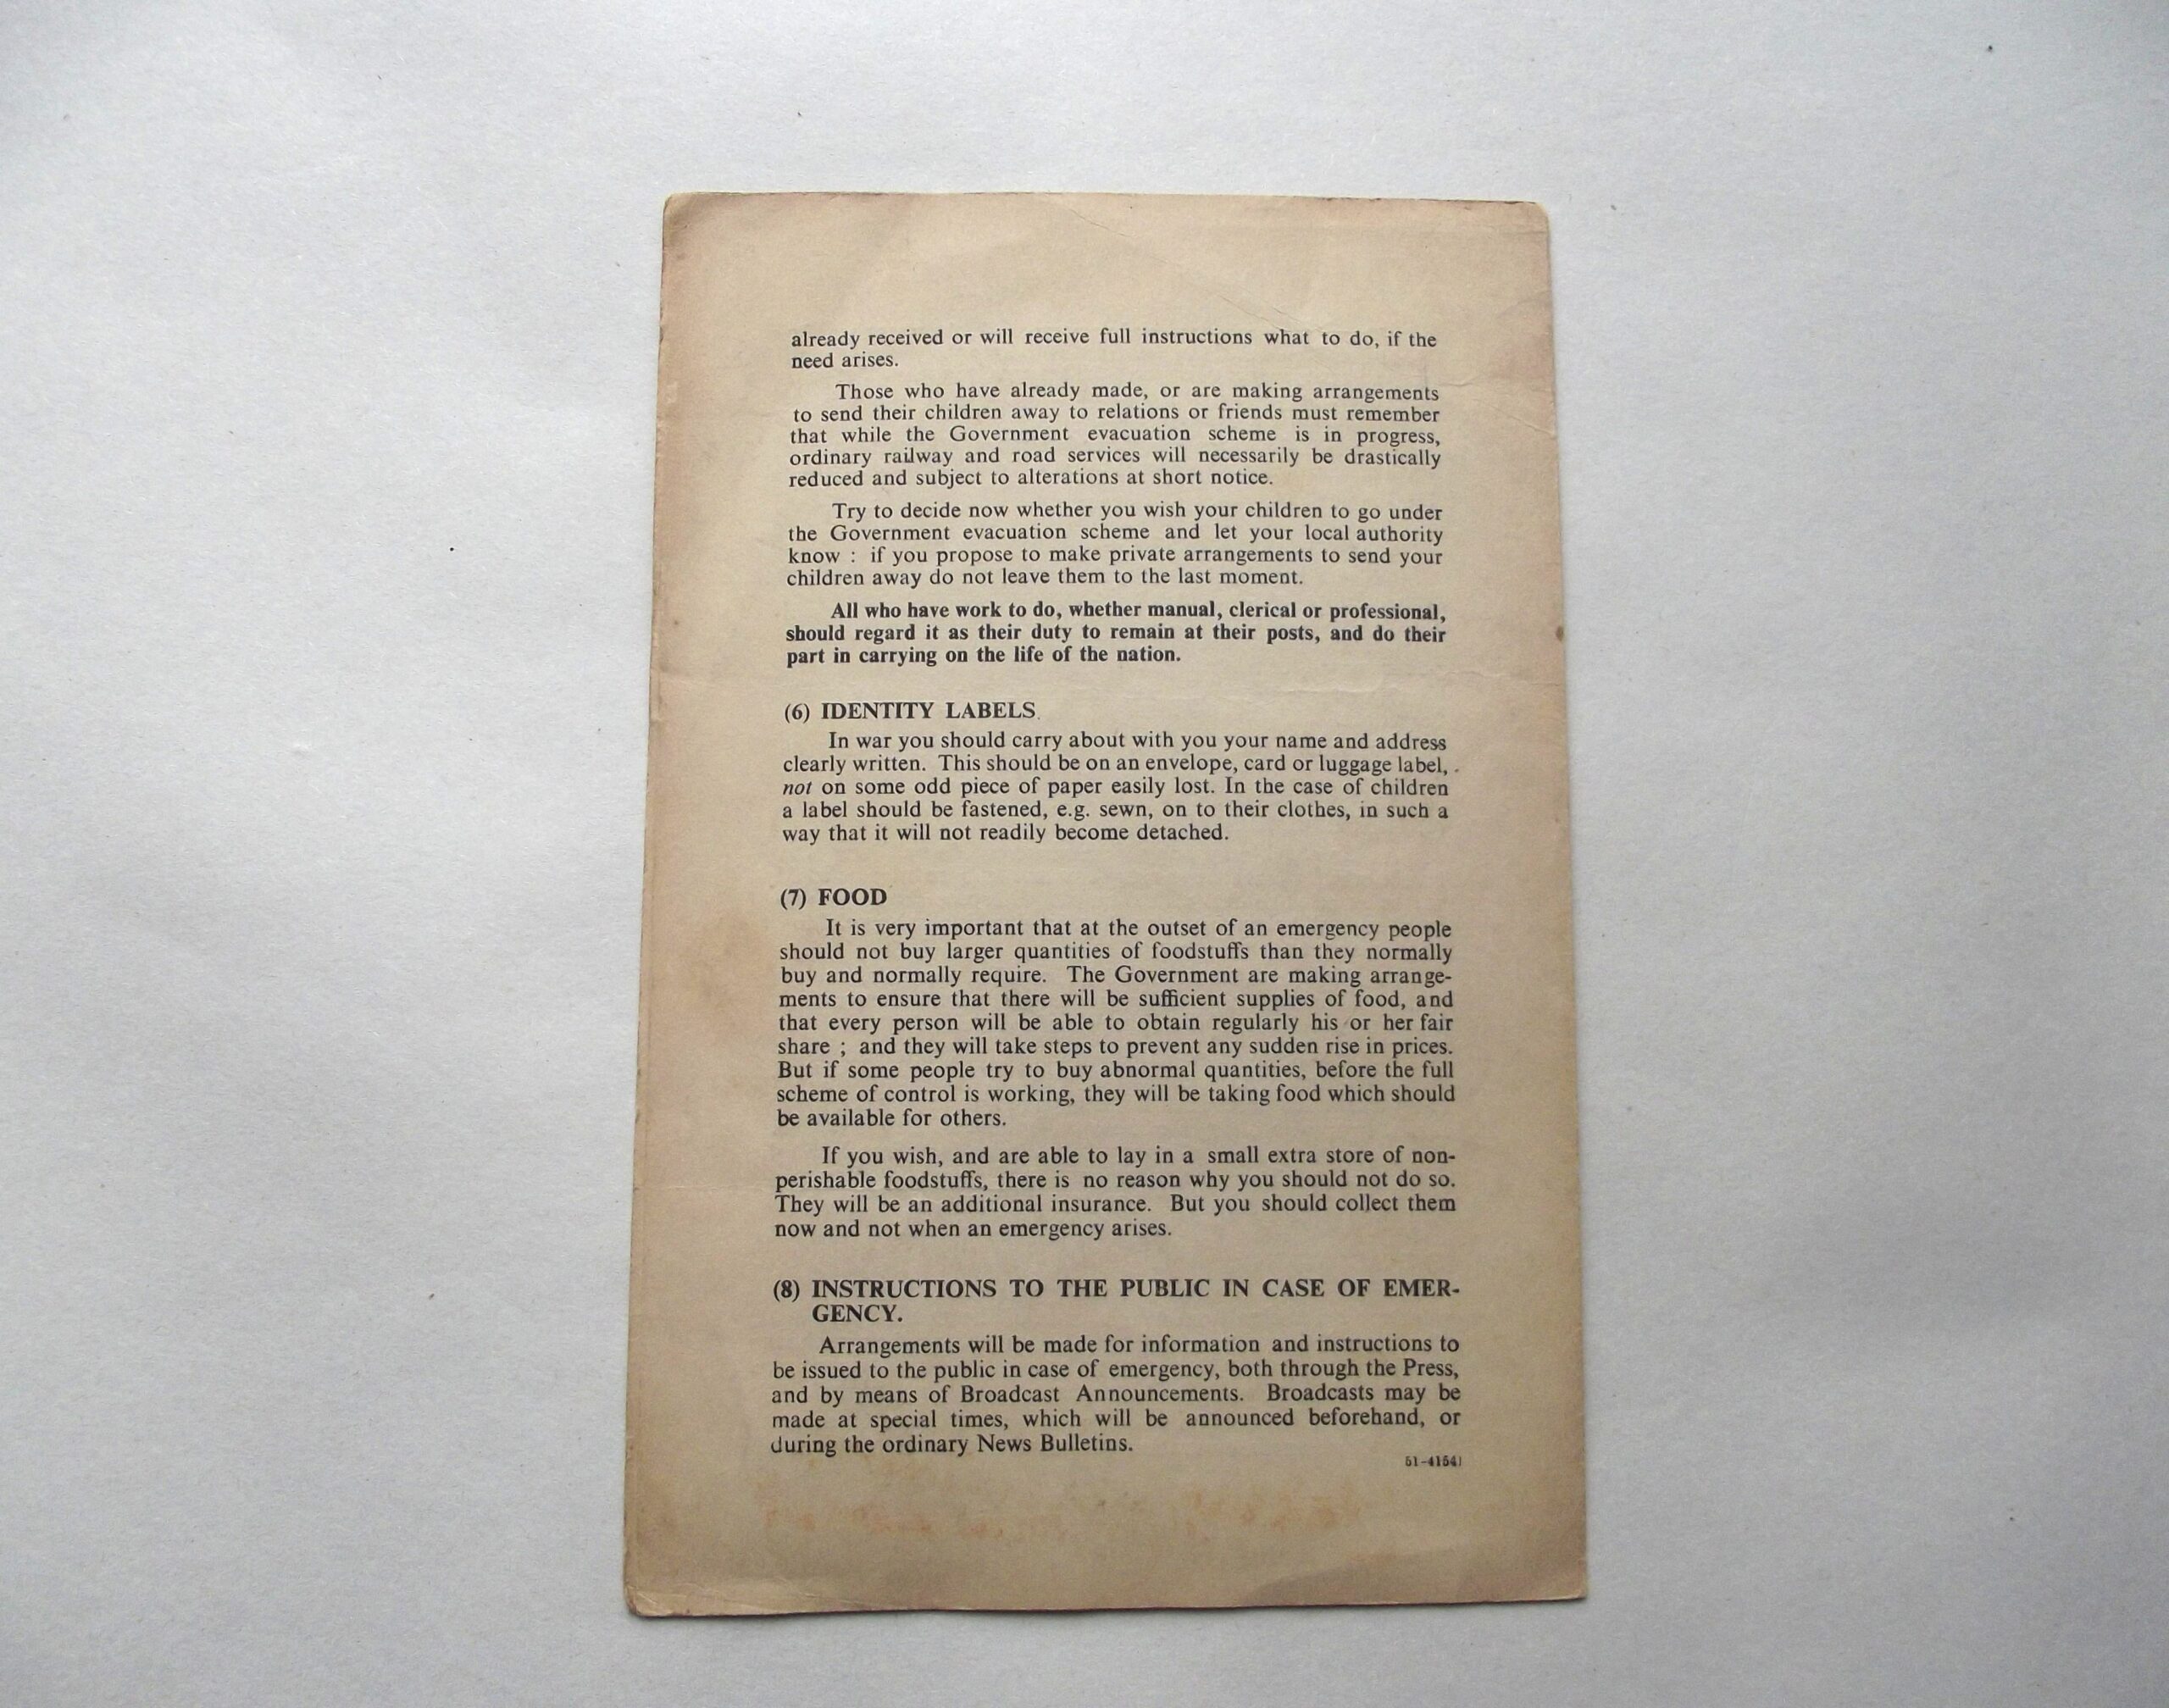 already received or will receive full instructions what to do, if the
need arises.
Those who have already made, or are making arrangements
to send their children away to relations or friends must remember
that while the Government evacuation scheme is in progress,
ordinary railway and road services will necessarily be drastically
reduced and subject to alterations at short notice.
Try to decide now whether you wish your children to go under
the Government evacuation scheme and let your local authority
know : if you propose to make private arrangements to send your
children away do not leave them to the last moment.
All who have work to do, whether manual, clerical or professional,
should regard it as their duty to remain at their posts, and do their
part in carrying on the life of the nation.
(6) IDENTITY LABELS.
In war you should carry about with you your name and address
clearly written. This should be on an envelope, card or luggage label,
not on some odd piece of paper easily lost. In the case of children
a label should be fastened, e.g. sewn, on to their clothes, in such a
way that it will not readily become detached.
(7) FOOD
It is very important that at the outset of an emergency people
should not buy larger quantities of foodstuffs than they normally
buy and normally require. The Government are making arrange-
ments to ensure that there will be sufficient supplies of food, and
that every person will be able to obtain regularly his or her fair
share ; and they will take steps to prevent any sudden rise in prices.
But if some people try to buy abnormal quantities, before the full
scheme of control is working, they will be taking food which should
be available for others.
If you wish, and are able to lay in a small extra store of non-
perishable foodstuffs, there is no reason why you should not do so.
They will be an additional insurance. But you should collect them
now and not when an emergency arises.
(8) INSTRUCTIONS TO THE PUBLIC IN CASE OF EMER-
GENCY.
Arrangements will be made for information and instructions to
be issued to the public in case of emergency, both through the Press,
and by means of Broadcast Announcements. Broadcasts may be
made at special times, which will be announced beforehand, or
during the ordinary News Bulletins.